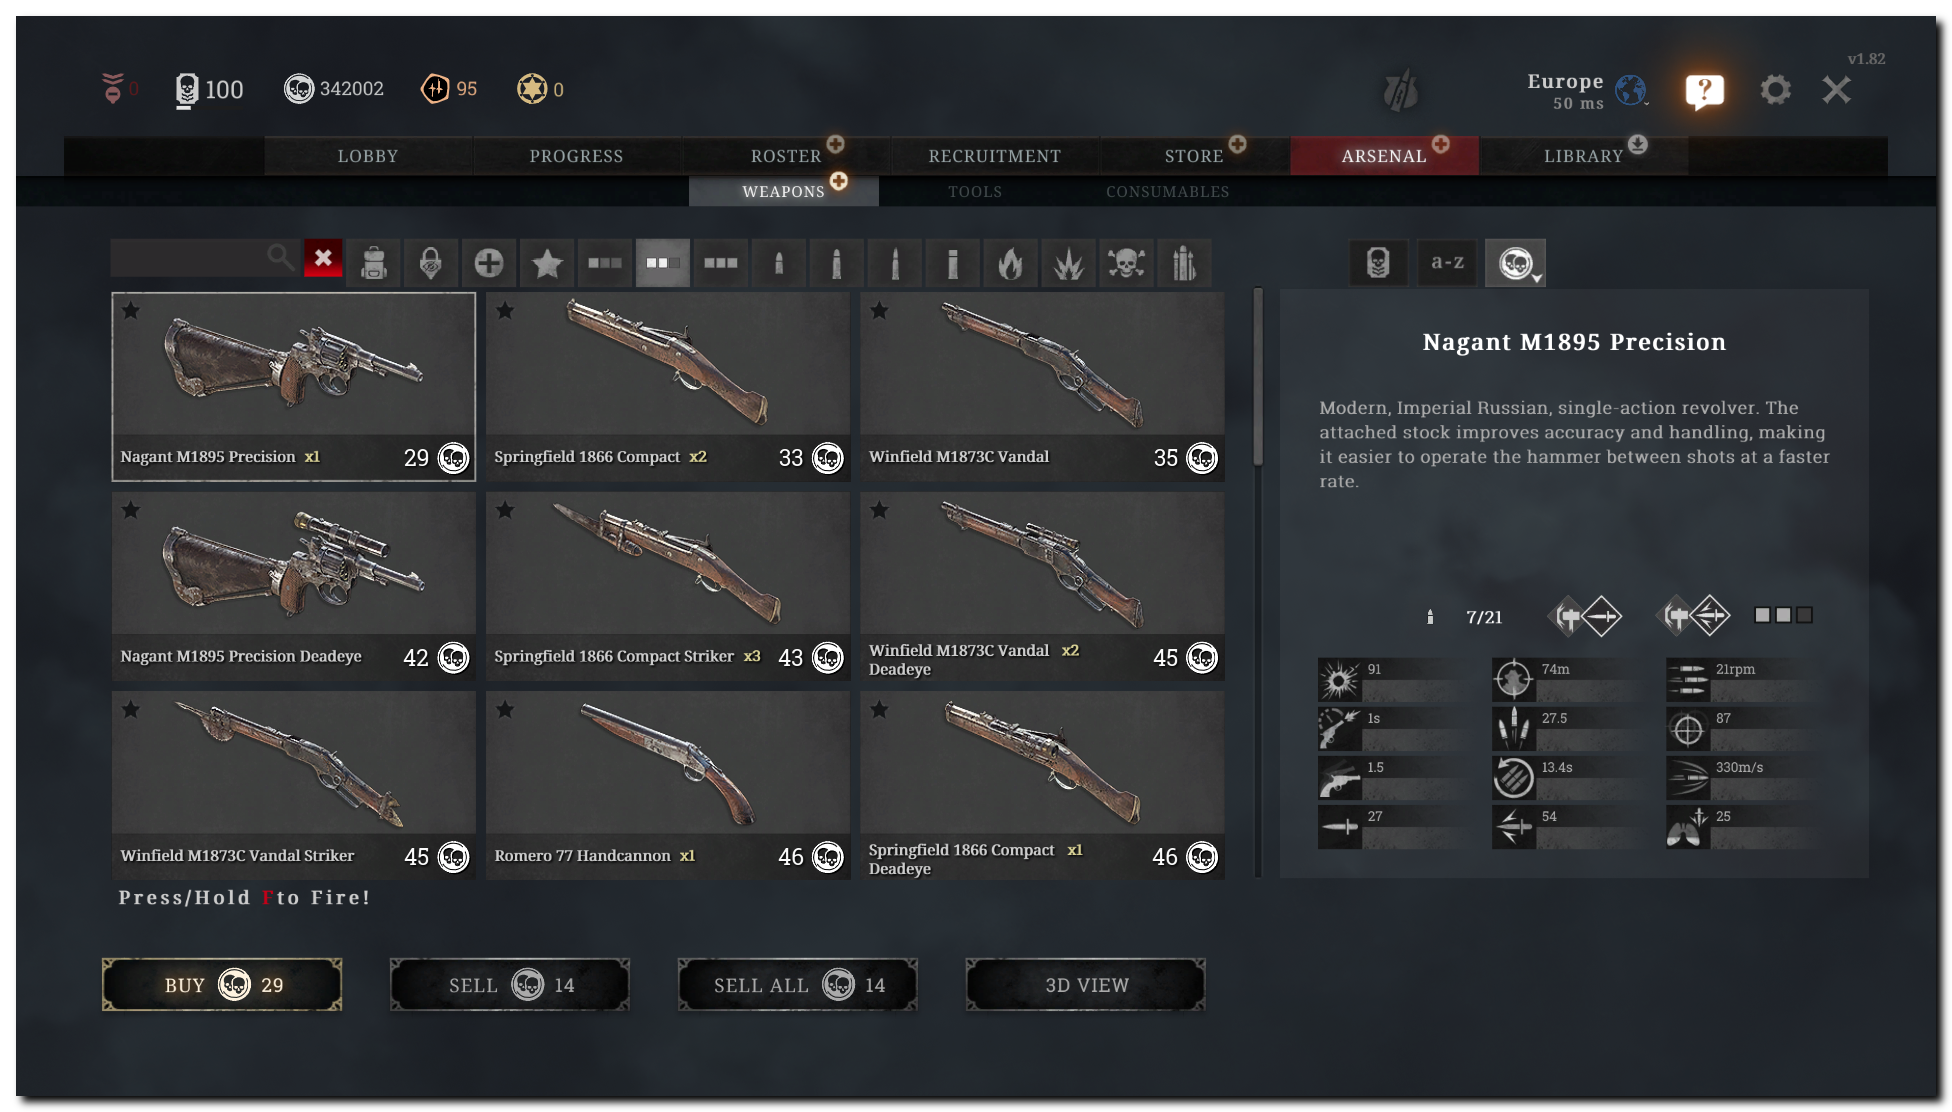 v1.82
0
100
342002
95
0
Europe
50 ms
?
LOBBY
PROGRESS
ROSTER
RECRUITMENT
STORE
ARSENAL
LIBRARY
WEAPONS
TOOLS
CONSUMABLES
a-z
Nagant M1895 Precision x1
29
Springfield 1866 Compact x2
33
Winfield M1873C Vandal
35
Nagant M1895 Precision Deadeye
42
Springfield 1866 Compact Striker x3
43
Winfield M1873C Vandal x2
Deadeye
45
Winfield M1873C Vandal Striker
45
Romero 77 Handcannon x1
46
Springfield 1866 Compact x1
Deadeye
46
Nagant M1895 Precision
Modern, Imperial Russian, single-action revolver. The
attached stock improves accuracy and handling, making
it easier to operate the hammer between shots at a faster
rate.
7/21
91
74m
21rpm
1s
27.5
87
1.5
13.4s
330m/s
27
54
25
Press/Hold F to Fire!
BUY 29
SELL 14
SELL ALL 14
3D VIEW